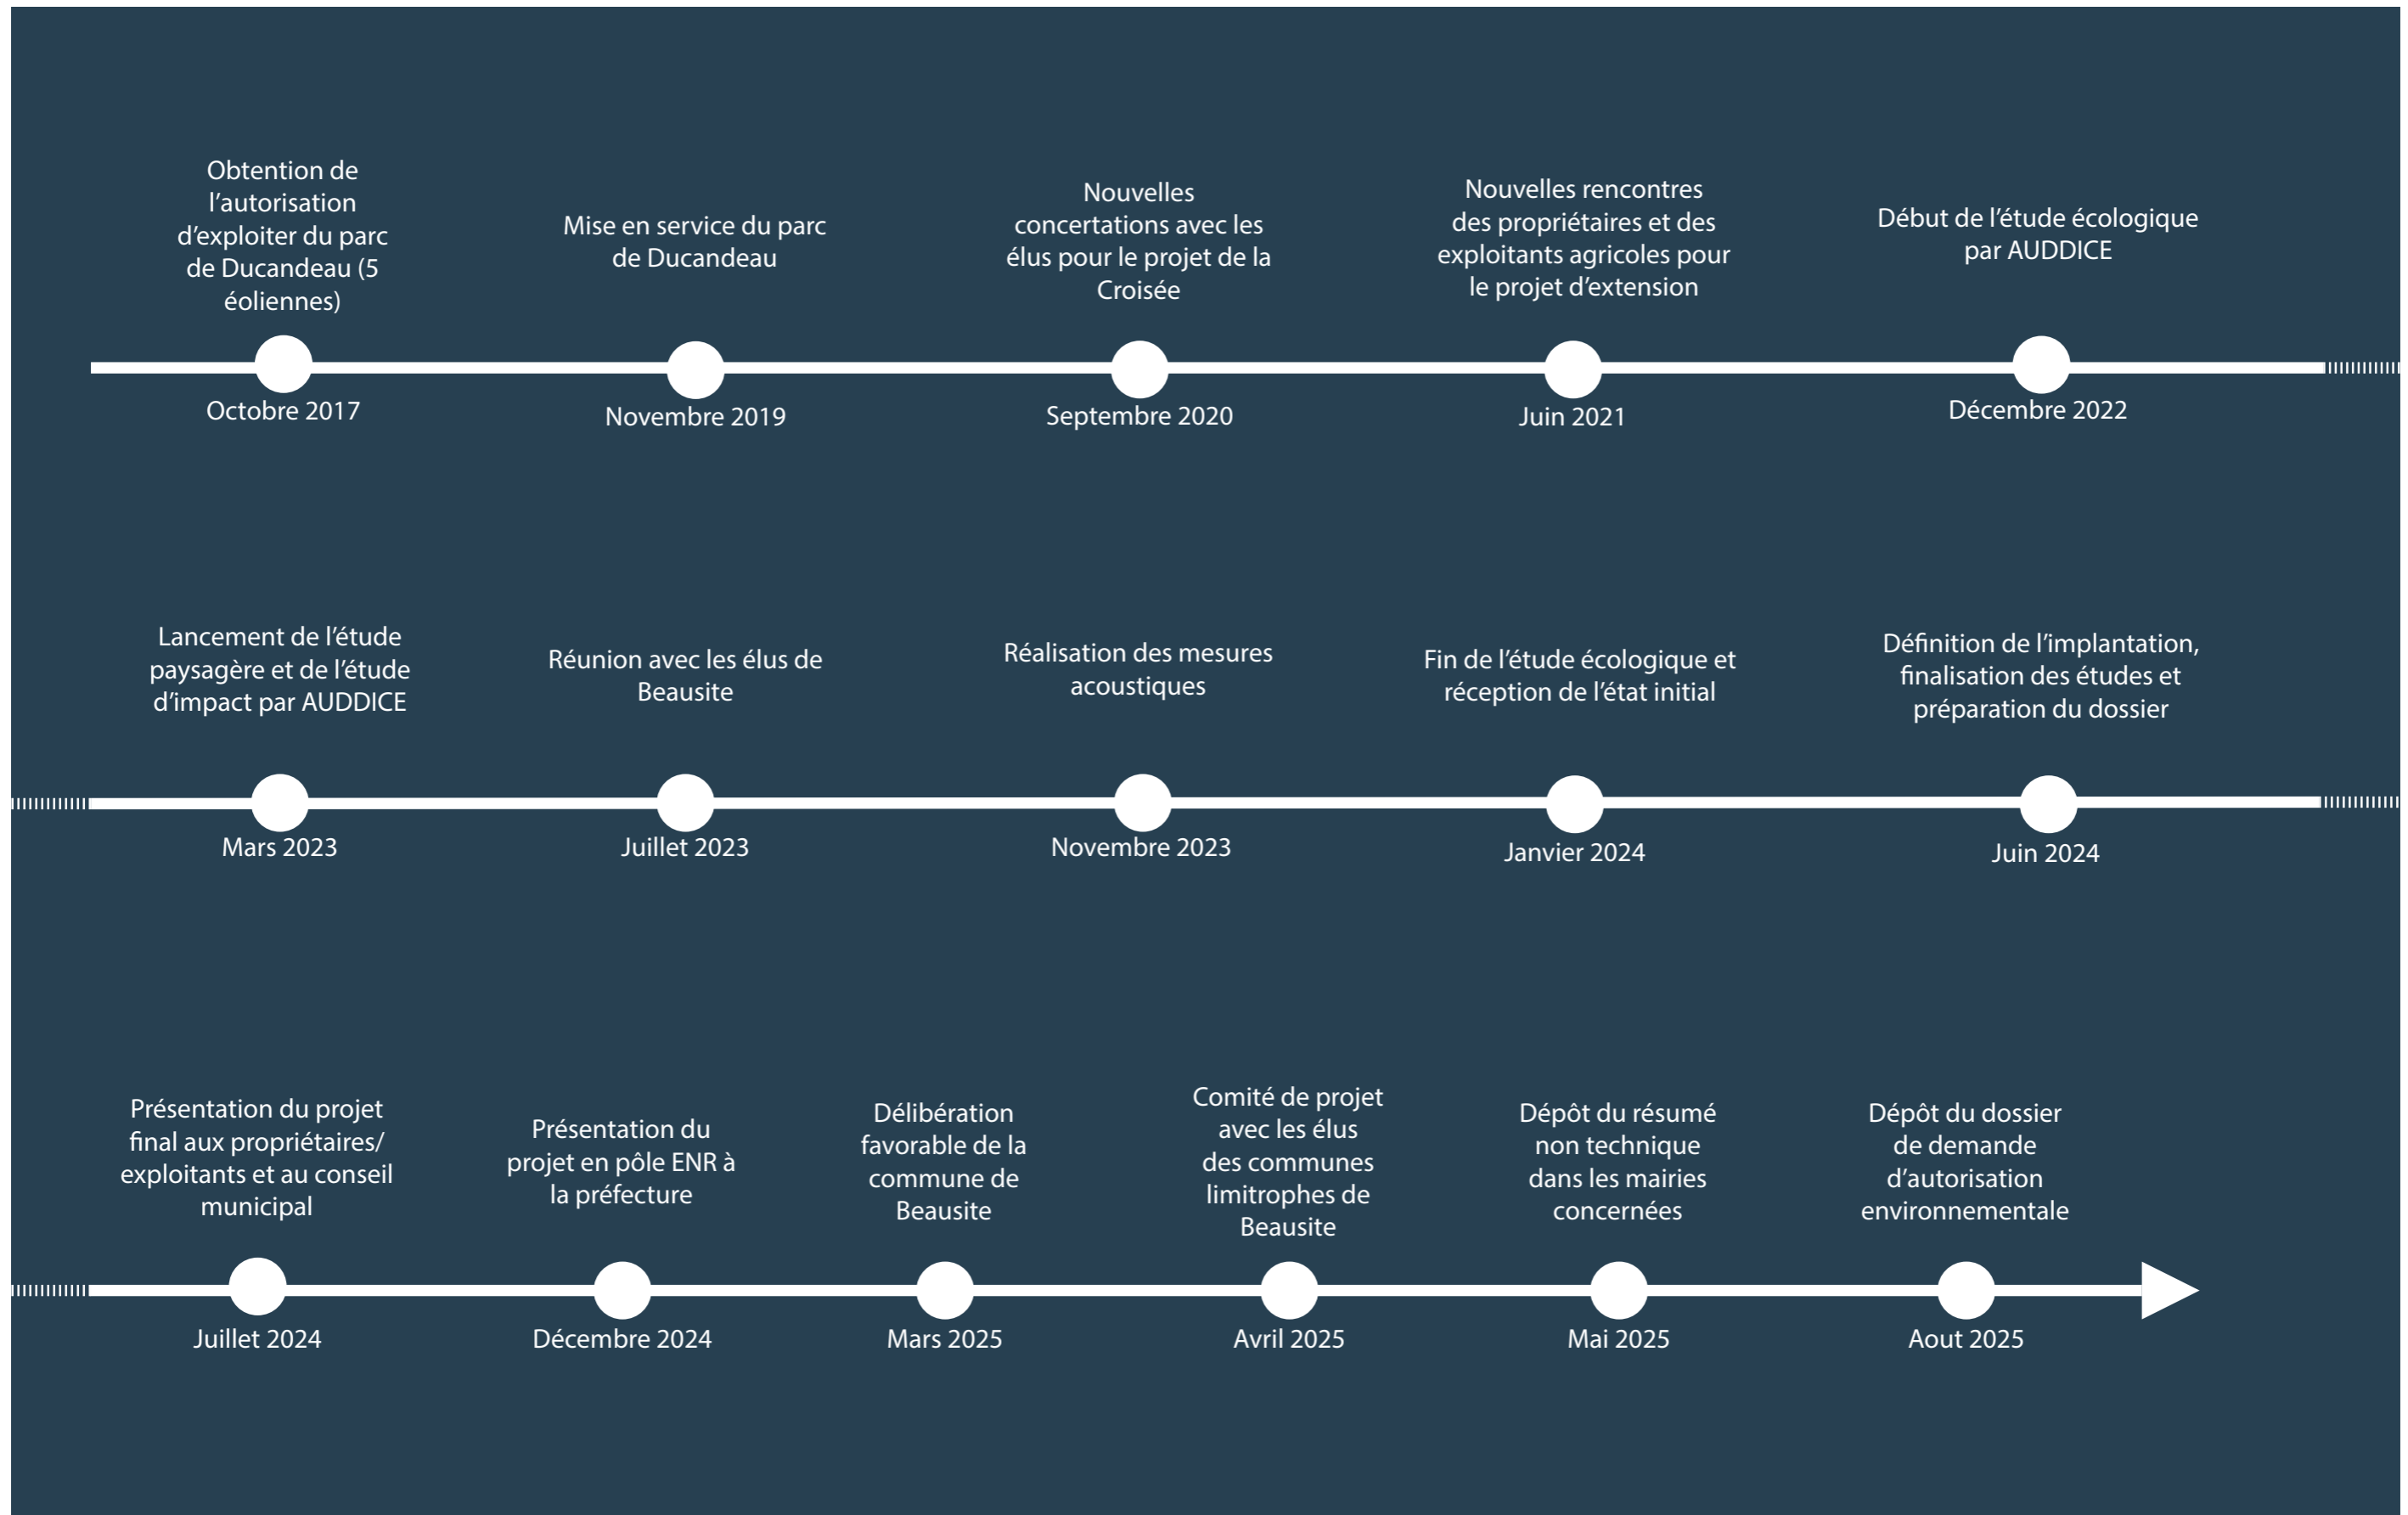 Obtention de
l’autorisation
d’exploiter du parc
de Ducandeau (5
éoliennes)
Octobre 2017
Mise en service du parc
de Ducandeau
Novembre 2019
Nouvelles
concertations avec les
élus pour le projet de la
Croisée
Septembre 2020
Nouvelles rencontres
des propriétaires et des
exploitants agricoles pour
le projet d’extension
Juin 2021
Début de l’étude écologique
par AUDDICE
Décembre 2022
Lancement de l’étude
paysagère et de l’étude
d’impact par AUDDICE
Mars 2023
Réunion avec les élus de
Beausite
Juillet 2023
Réalisation des mesures
acoustiques
Novembre 2023
Fin de l’étude écologique et
réception de l’état initial
Janvier 2024
Définition de l’implantation,
finalisation des études et
préparation du dossier
Juin 2024
Présentation du projet
final aux propriétaires/
exploitants et au conseil
municipal
Juillet 2024
Présentation du
projet en pôle ENR à
la préfecture
Décembre 2024
Délibération
favorable de la
commune de
Beausite
Mars 2025
Comité de projet
avec les élus
des communes
limitrophes de
Beausite
Avril 2025
Dépôt du résumé
non technique
dans les mairies
concernées
Mai 2025
Dépôt du dossier
de demande
d’autorisation
environnementale
Aout 2025